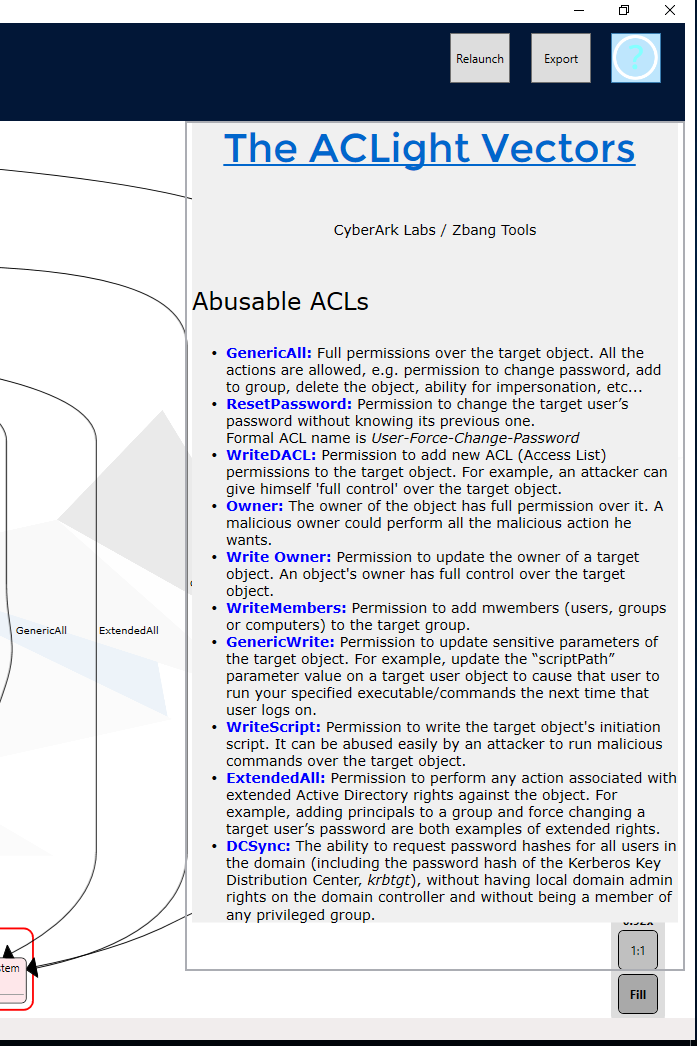 Relaunch
Export
?
The ACLight Vectors
CyberArk Labs / Zbang Tools
Abusable ACLs
• GenericAll: Full permissions over the target object. All the
actions are allowed, e.g. permission to change password, add
to group, delete the object, ability for impersonation, etc...
• ResetPassword: Permission to change the target user’s
password without knowing its previous one.
Formal ACL name is User-Force-Change-Password
• WriteDACL: Permission to add new ACL (Access List)
permissions to the target object. For example, an attacker can
give himself 'full control' over the target object.
• Owner: The owner of the object has full permission over it. A
malicious owner could perform all the malicious action he
wants.
• Write Owner: Permission to update the owner of a target
object. An object's owner has full control over the target
object.
• WriteMembers: Permission to add mwembers (users, groups
or computers) to the target group.
• GenericWrite: Permission to update sensitive parameters of
the target object. For example, update the “scriptPath”
parameter value on a target user object to cause that user to
run your specified executable/commands the next time that
user logs on.
• WriteScript: Permission to write the target object's initiation
script. It can be abused easily by an attacker to run malicious
commands over the target object.
• ExtendedAll: Permission to perform any action associated with
extended Active Directory rights against the object. For
example, adding principals to a group and force changing a
target user’s password are both examples of extended rights.
• DCSync: The ability to request password hashes for all users in
the domain (including the password hash of the Kerberos Key
Distribution Center, krbtgt), without having local domain admin
rights on the domain controller and without being a member of
any privileged group.
GenericAll
ExtendedAll
stem
1:1
Fill